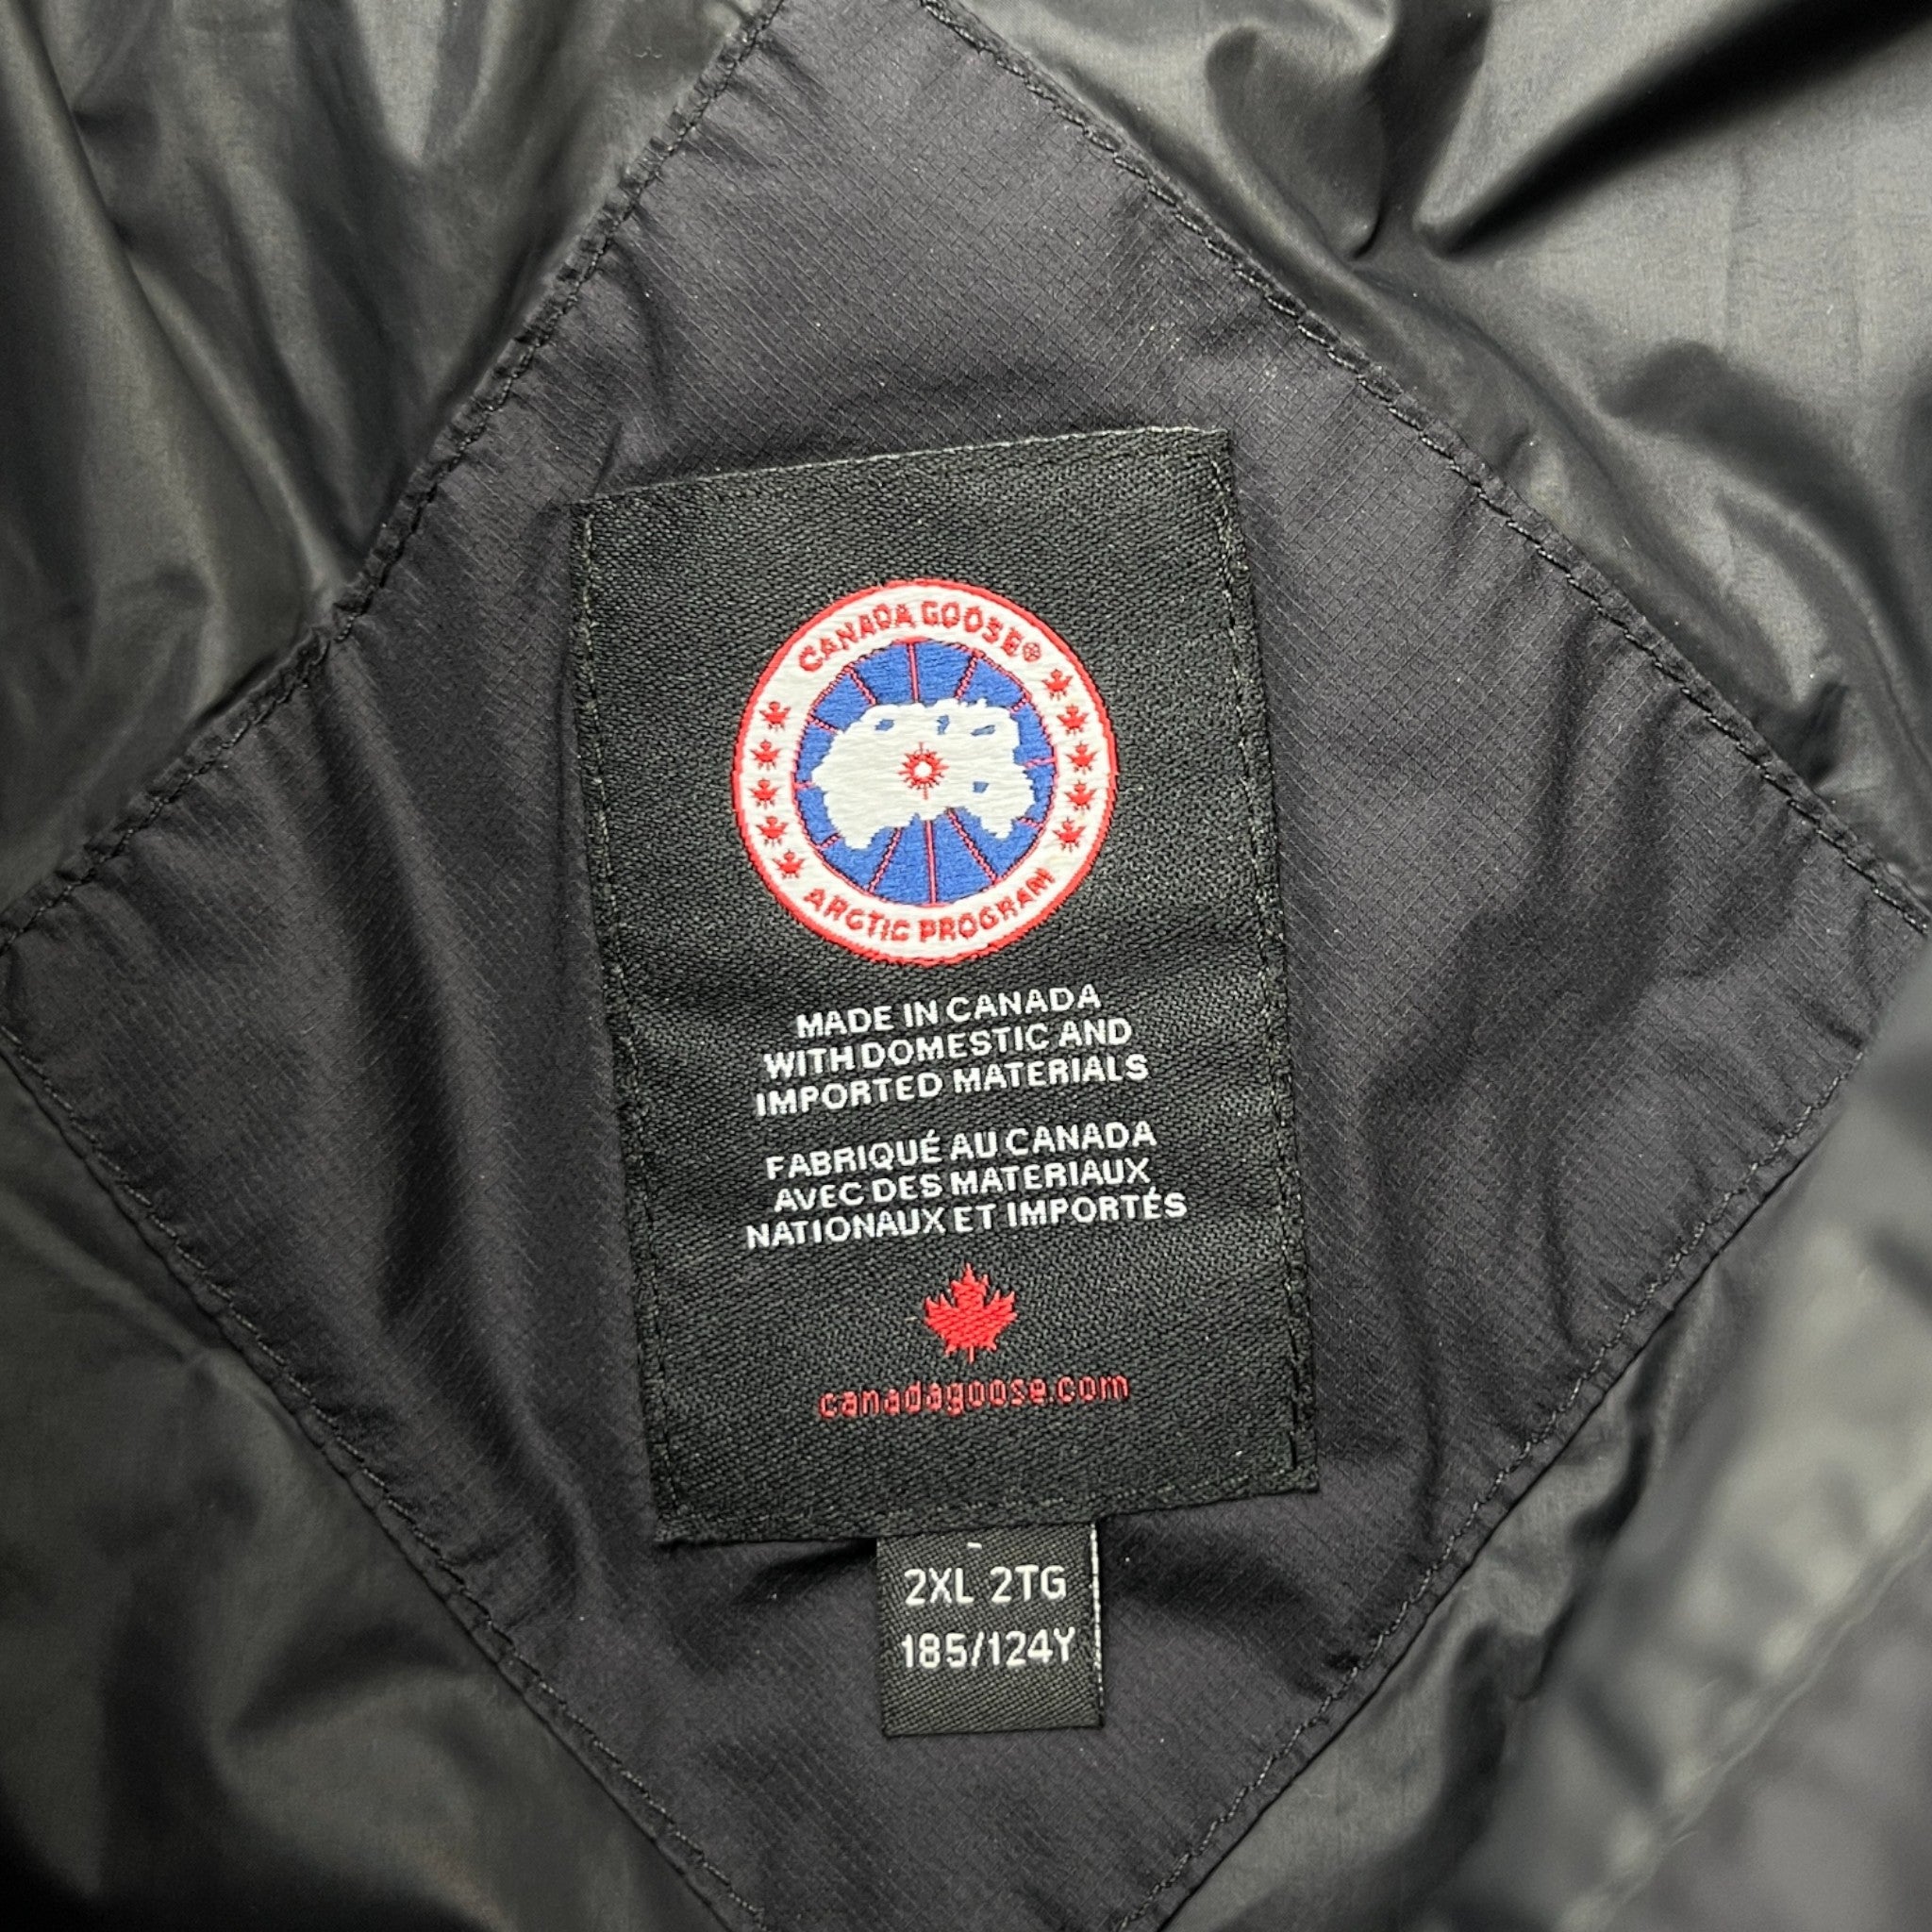 CANADA GOOSE®
ARCTIC PROGRAM
MADE IN CANADA
WITH DOMESTIC AND
IMPORTED MATERIALS
FABRIQUÉ AU CANADA
AVEC DES MATERIAUX
NATIONAUX ET IMPORTÉS
canadagoose.com
2XL 2TG
185/124Y